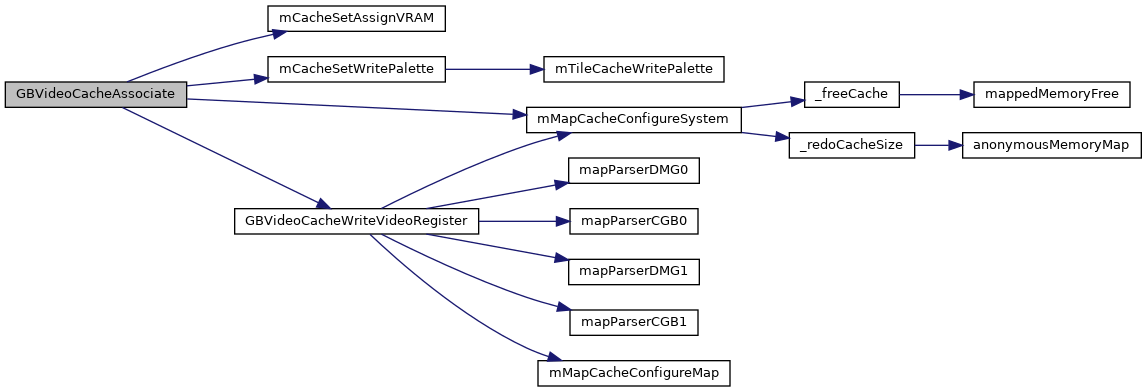 mCacheSetAssignVRAM
mCacheSetWritePalette
mTileCacheWritePalette
GBVideoCacheAssociate
_freeCache
mappedMemoryFree
mMapCacheConfigureSystem
_redoCacheSize
anonymousMemoryMap
mapParserDMG0
GBVideoCacheWriteVideoRegister
mapParserCGB0
mapParserDMG1
mapParserCGB1
mMapCacheConfigureMap